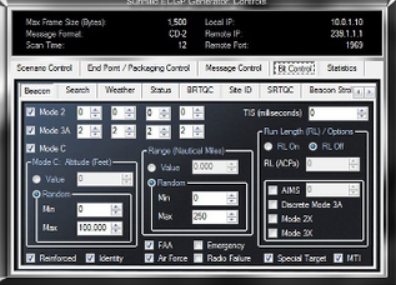 Sunhillo ELGP Generator: Controls
Max Frame Size (Bytes): 1,500 Local IP: 10.0.1.10
Message Format: CD-2 Remote IP: 239.1.1.1
Scan Time: 12 Remote Port: 1969
Scenario Control End Point / Packaging Control Message Control Bit Control Statistics
Beacon Search Weather Status BRTQC Site ID SRTQC Beacon Stro
Mode 2 0 0 0 0 TIS (miliseconds) 0
Mode 3A 2 2 2 2 Run Length (RL) / Options
Mode C Range (Nautical Miles) RL On RL Off
Mode C: Altitude (Feet) Value 0.000 RL (ACPs) 0
Value 0 Random AIMS 0
Random Min 0 Discrete Mode 3A
Min 0 Max 250 Mode 2X
Max 100.000 Mode 3X
FAA Emergency
Reinforced Identity Air Force Radio Failure Special Target MTI